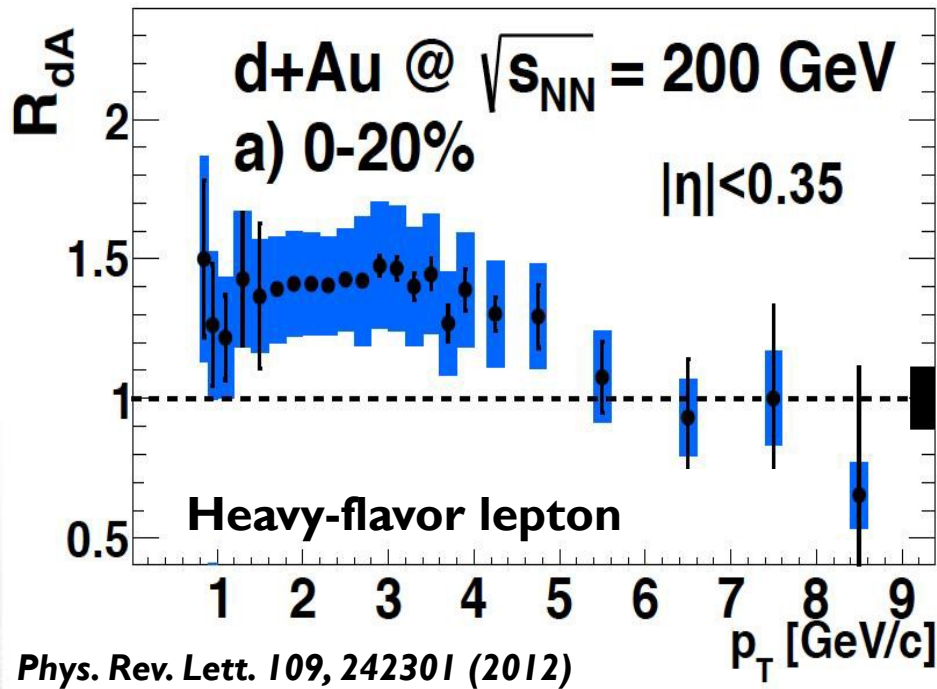 R_dA
d+Au @ √s_NN = 200 GeV
a) 0-20%
|η|<0.35
2
1.5
1
0.5
Heavy-flavor lepton
1 2 3 4 5 6 7 8 9
p_T [GeV/c]
Phys. Rev. Lett. 109, 242301 (2012)